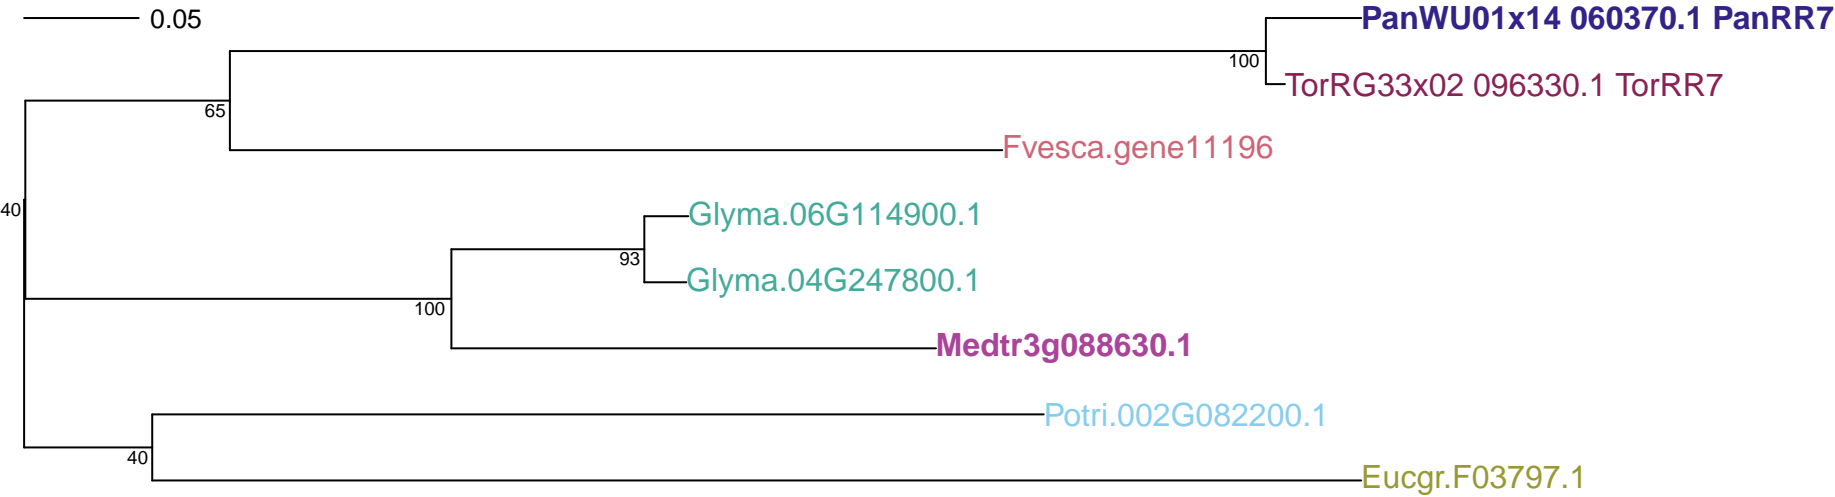 0.05
PanWU01x14 060370.1 PanRR7
100
TorRG33x02 096330.1 TorRR7
65
Fvesca.gene11196
40
Glyma.06G114900.1
93
Glyma.04G247800.1
100
Medtr3g088630.1
Potri.002G082200.1
40
Eucgr.F03797.1